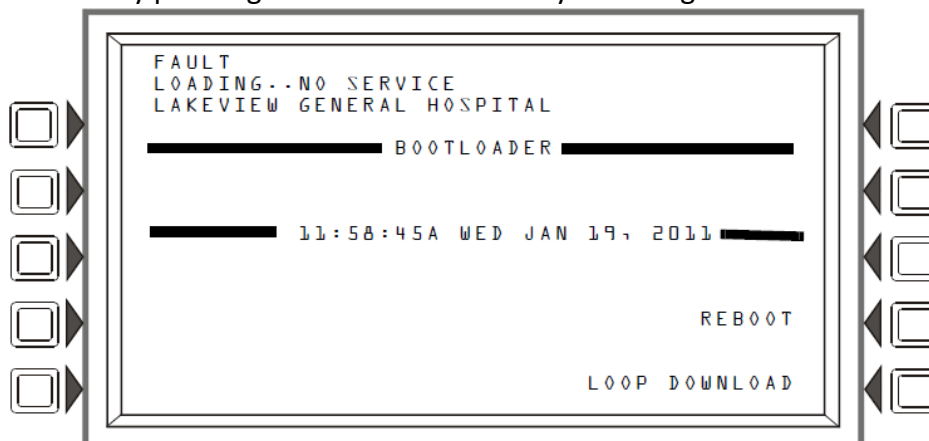 FAULT
LOADING..NO SERVICE
LAKEVIEW GENERAL HOSPITAL
BOOTLOADER
11:58:45A WED JAN 19, 2011
REBOOT
LOOP DOWNLOAD